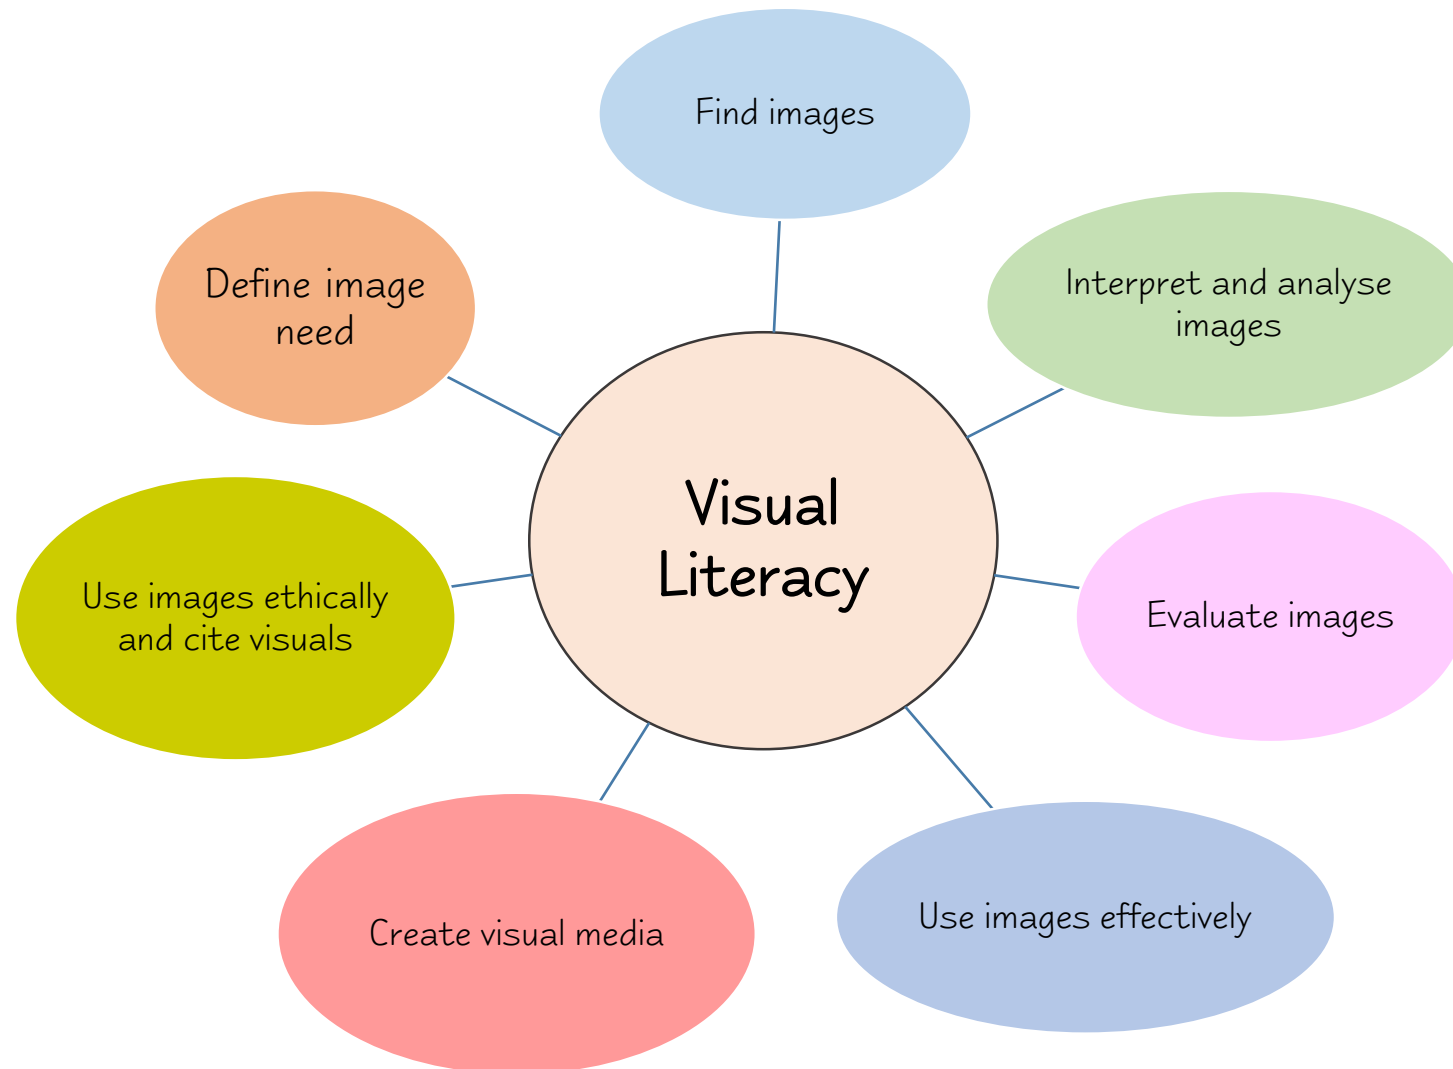 Find images
Define image
need
Interpret and analyse
images
Visual
Literacy
Use images ethically
and cite visuals
Evaluate images
Create visual media
Use images effectively